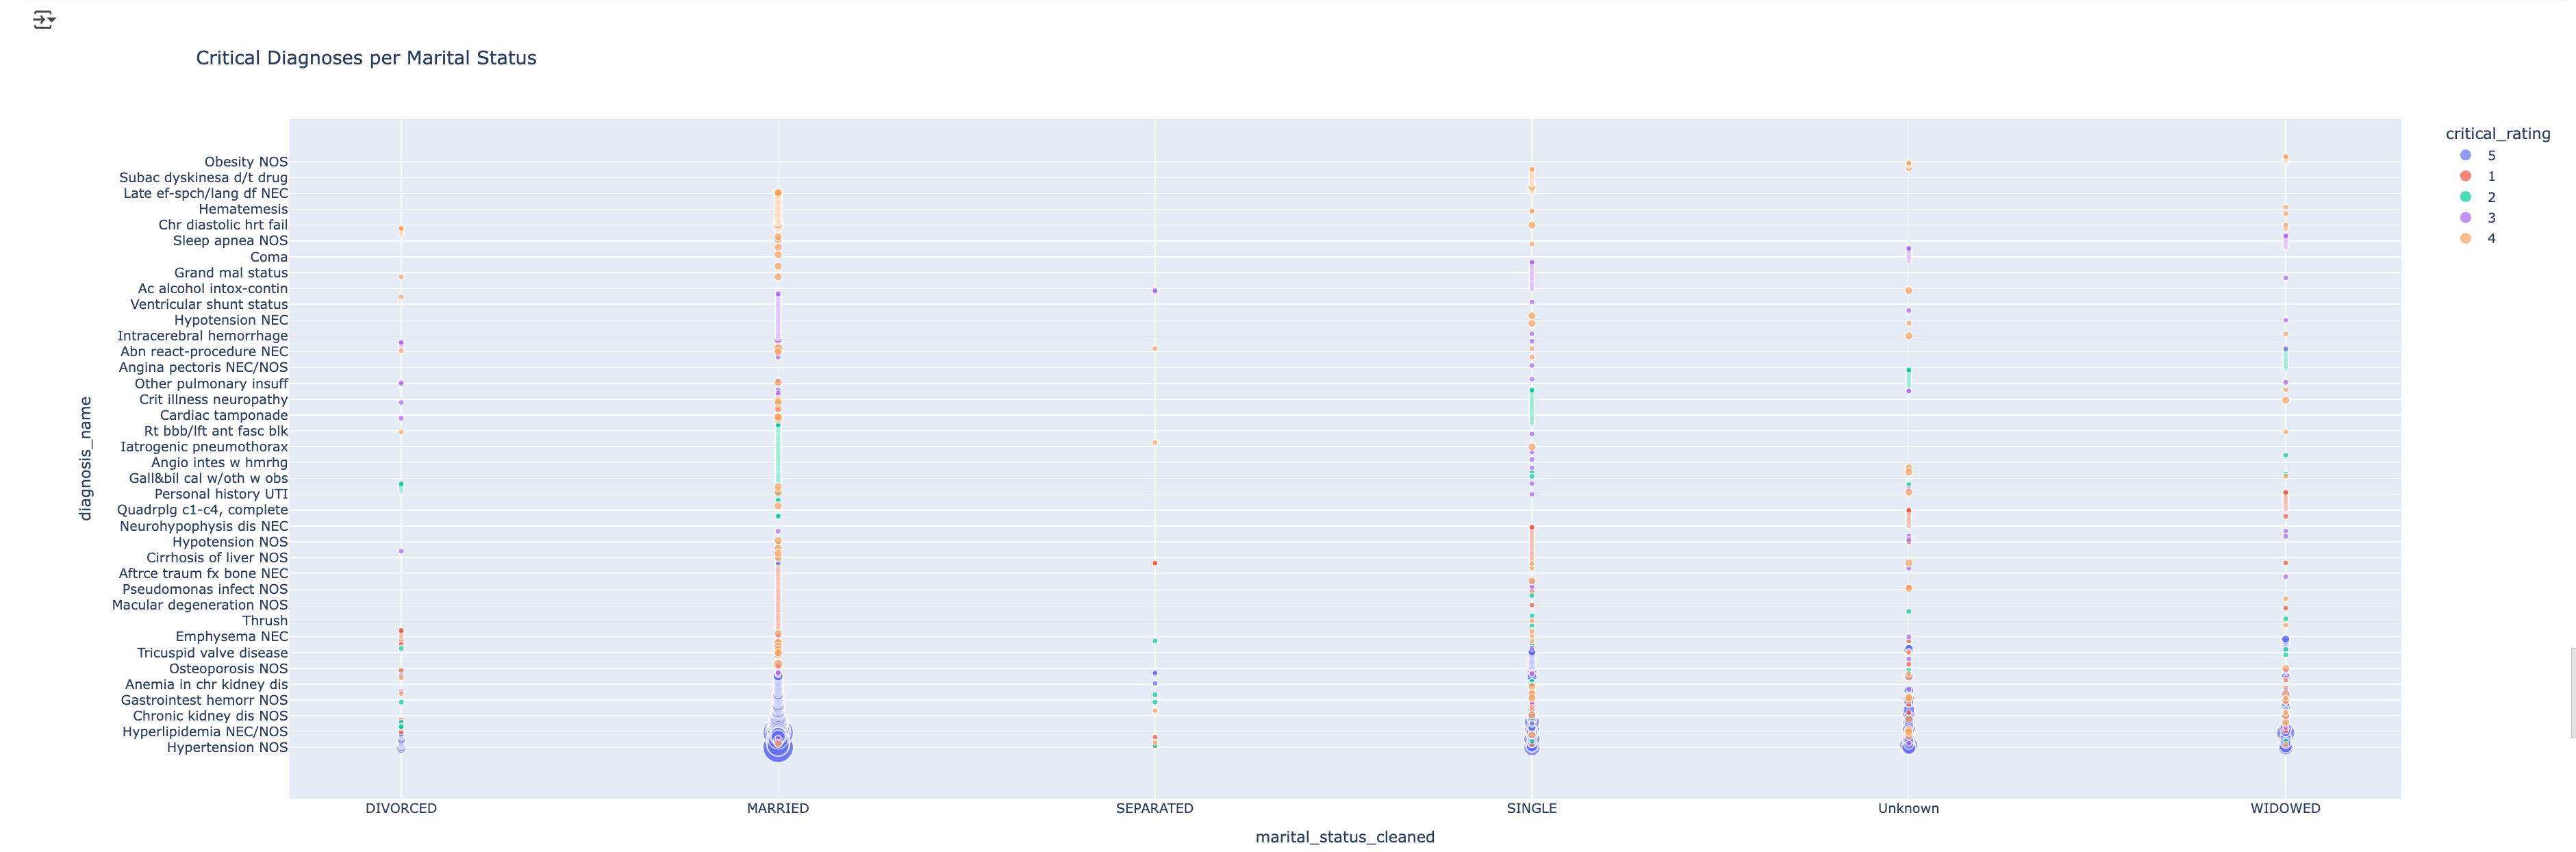 Critical Diagnoses per Marital Status
critical_rating
5
1
2
3
4
diagnosis_name
Obesity NOS
Subac dyskinesa d/t drug
Late ef-spch/lang df NEC
Hematemesis
Chr diastolic hrt fail
Sleep apnea NOS
Coma
Grand mal status
Ac alcohol intox-contin
Ventricular shunt status
Hypotension NEC
Intracerebral hemorrhage
Abn react-procedure NEC
Angina pectoris NEC/NOS
Other pulmonary insuff
Crit illness neuropathy
Cardiac tamponade
Rt bbb/lft ant fasc blk
Iatrogenic pneumothorax
Angio intes w hmrhg
Gall&bil cal w/oth w obs
Personal history UTI
Quadrplg c1-c4, complete
Neurohypophysis dis NEC
Hypotension NOS
Cirrhosis of liver NOS
Aftrce traum fx bone NEC
Pseudomonas infect NOS
Macular degeneration NOS
Thrush
Emphysema NEC
Tricuspid valve disease
Osteoporosis NOS
Anemia in chr kidney dis
Gastrointest hemorr NOS
Chronic kidney dis NOS
Hyperlipidemia NEC/NOS
Hypertension NOS
DIVORCED
MARRIED
SEPARATED
SINGLE
Unknown
WIDOWED
marital_status_cleaned